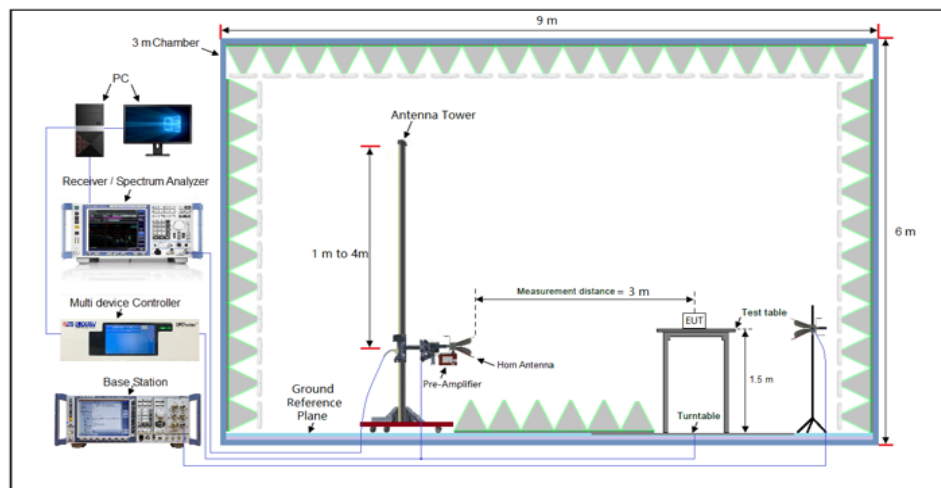 9 m
3 m Chamber
PC
Antenna Tower
Receiver / Spectrum Analyzer
1 m to 4m
6 m
Measurement distance = 3 m
Multi device Controller
EUT
Test table
Horn Antenna
Pre-Amplifier
1.5 m
Base Station
Ground
Reference
Plane
Turntable